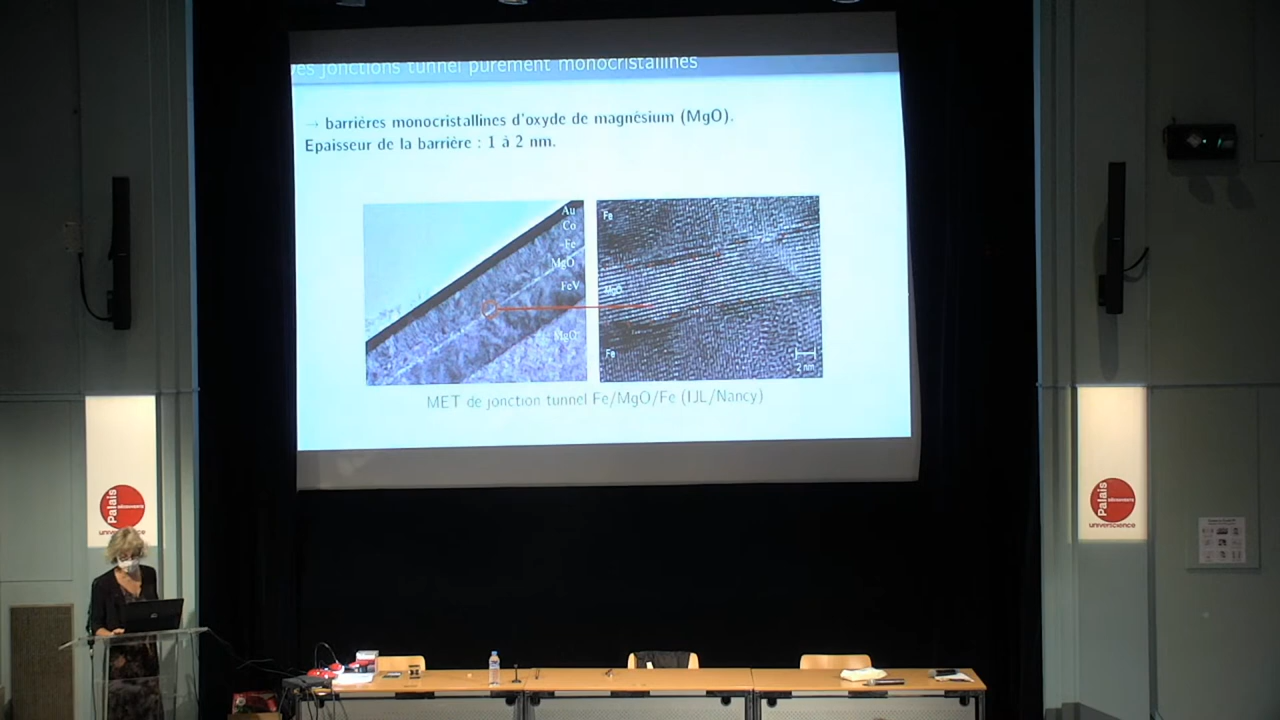 es jonctions tunnel purement monocristallines
→ barrières monocristallines d'oxyde de magnésium (MgO).
Epaisseur de la barrière : 1 à 2 nm.
Au
Co
Fe
MgO
FeV
MgO
Fe
MgO
Fe
2 nm
MET de jonction tunnel Fe/MgO/Fe (IJL/Nancy)
Palais
découverte
universcience
Palais
découverte
universcience